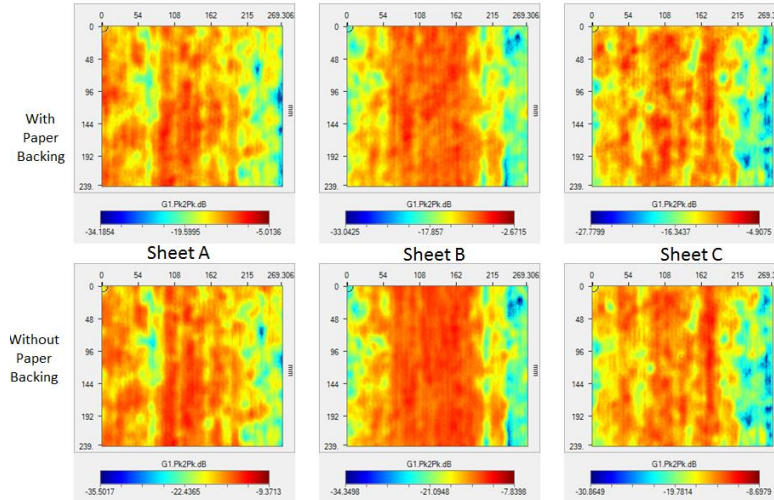 0 54 108 162 215 269.306
0 54 108 162 215 269.306
0 54 108 162 215 269.306
0
48
96
144
192
239.
mm
0
48
96
144
192
239.
mm
0
48
96
144
192
239.
With
Paper
Backing
G1.Pk2Pk.dB
-34.1854 -19.5995 -5.0136
G1.Pk2Pk.dB
-33.0425 -17.857 -2.6715
G1.Pk2Pk.dB
-27.7799 -16.3437 -4.9075
Sheet A
Sheet B
Sheet C
0 54 108 162 215 269.306
0 54 108 162 215 269.306
0 54 108 162 215 269.306
0
48
96
144
192
239.
mm
0
48
96
144
192
239.
mm
0
48
96
144
192
239.
Without
Paper
Backing
G1.Pk2Pk.dB
-35.5017 -22.4365 -9.3713
G1.Pk2Pk.dB
-34.3498 -21.0948 -7.8398
G1.Pk2Pk.dB
-30.8649 -19.7814 -8.6979